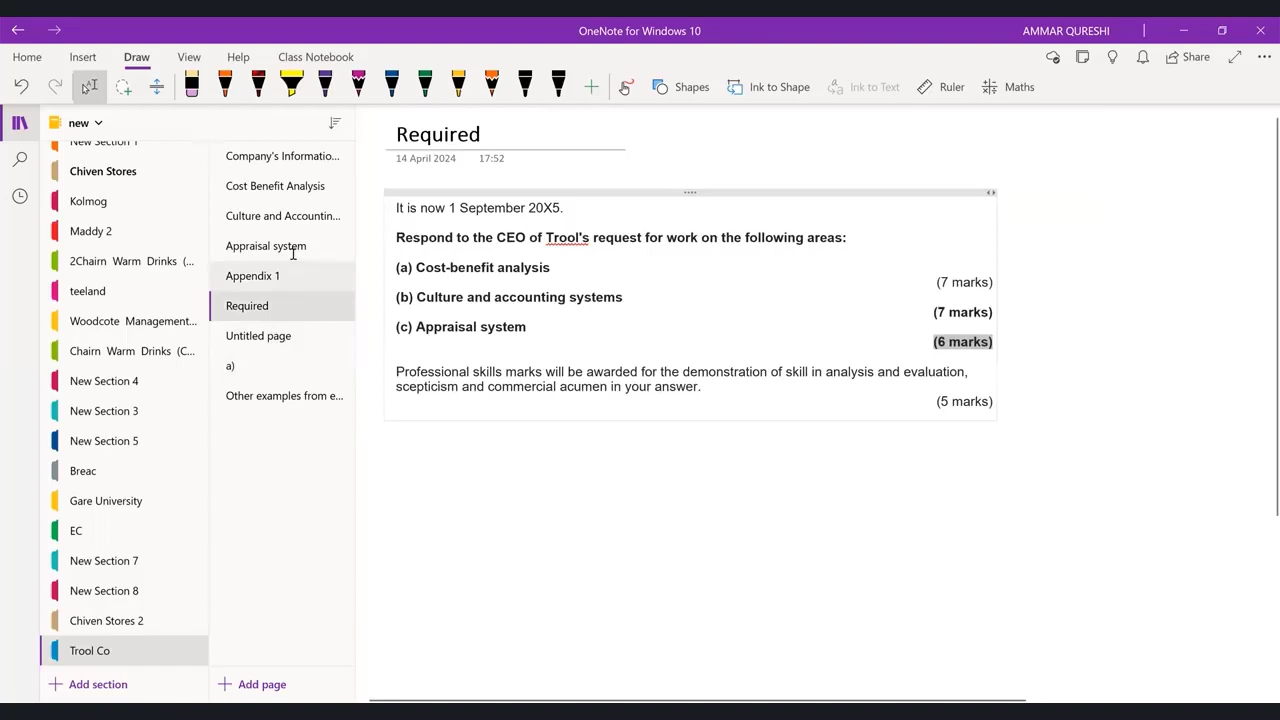 OneNote for Windows 10
AMMAR QURESHI
Home Insert Draw View Help Class Notebook
Share
Shapes Ink to Shape Ink to Text Ruler Maths
new
New Section 1
Chiven Stores
Kolmog
Maddy 2
2Chairn Warm Drinks (...
teeland
Woodcote Management...
Chairn Warm Drinks (C...
New Section 4
New Section 3
New Section 5
Breac
Gare University
EC
New Section 7
New Section 8
Chiven Stores 2
Trool Co
Add section
Company's Informatio...
Cost Benefit Analysis
Culture and Accountin...
Appraisal system
Appendix 1
Required
Untitled page
a)
Other examples from e...
Add page
Required
14 April 2024 17:52
It is now 1 September 20X5.
Respond to the CEO of Trool's request for work on the following areas:
(a) Cost-benefit analysis
(7 marks)
(b) Culture and accounting systems
(7 marks)
(c) Appraisal system
(6 marks)
Professional skills marks will be awarded for the demonstration of skill in analysis and evaluation,
scepticism and commercial acumen in your answer.
(5 marks)